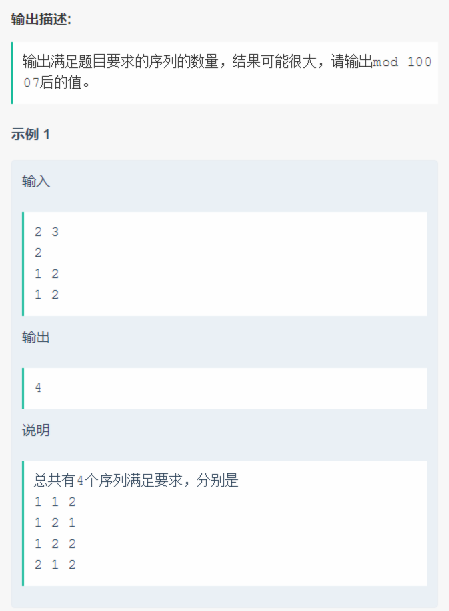 输出描述:
输出满足题目要求的序列的数量，结果可能很大，请输出mod 100
07后的值。
示例 1
输入
2 3
2
1 2
1 2
输出
4
说明
总共有4个序列满足要求，分别是
1 1 2
1 2 1
1 2 2
2 1 2